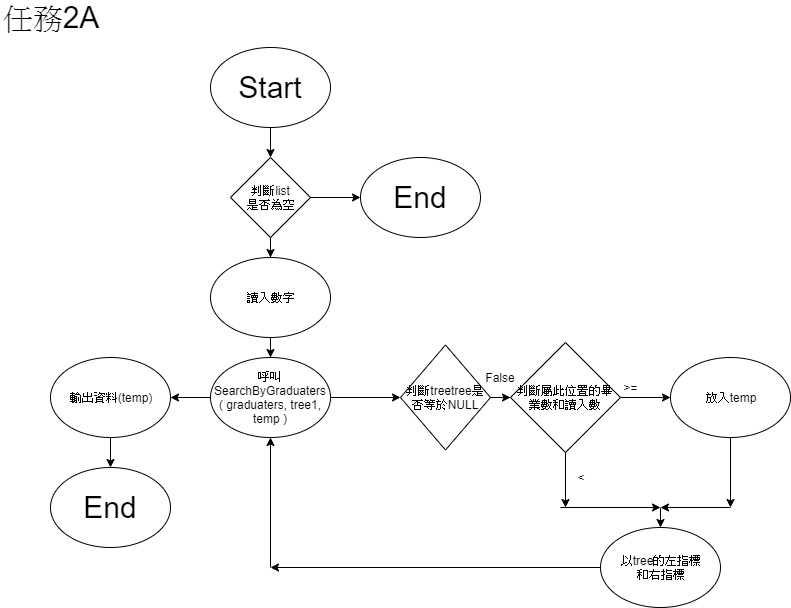 任務2A
Start
判斷list
是否為空
End
讀入數字
呼叫
SearchByGraduaters
( graduaters, tree1,
temp )
輸出資料(temp)
End
判斷treetree是
否等於NULL
False
判斷屬此位置的畢
業數和讀入數
>=
放入temp
<
以tree的左指標
和右指標